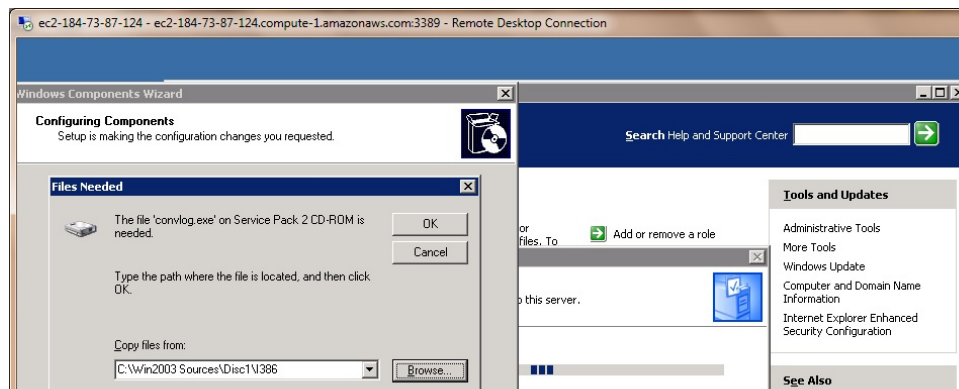 ec2-184-73-87-124 - ec2-184-73-87-124.compute-1.amazonaws.com:3389 - Remote Desktop Connection
Windows Components Wizard
Configuring Components
Setup is making the configuration changes you requested.
Search Help and Support Center
Files Needed
The file 'convlog.exe' on Service Pack 2 CD-ROM is
needed.
OK
Cancel
Type the path where the file is located, and then click
OK.
Copy files from:
C:\Win2003 Sources\Disc1\I386
Browse...
or
files. To
Add or remove a role
o this server.
Tools and Updates
Administrative Tools
More Tools
Windows Update
Computer and Domain Name
Information
Internet Explorer Enhanced
Security Configuration
See Also